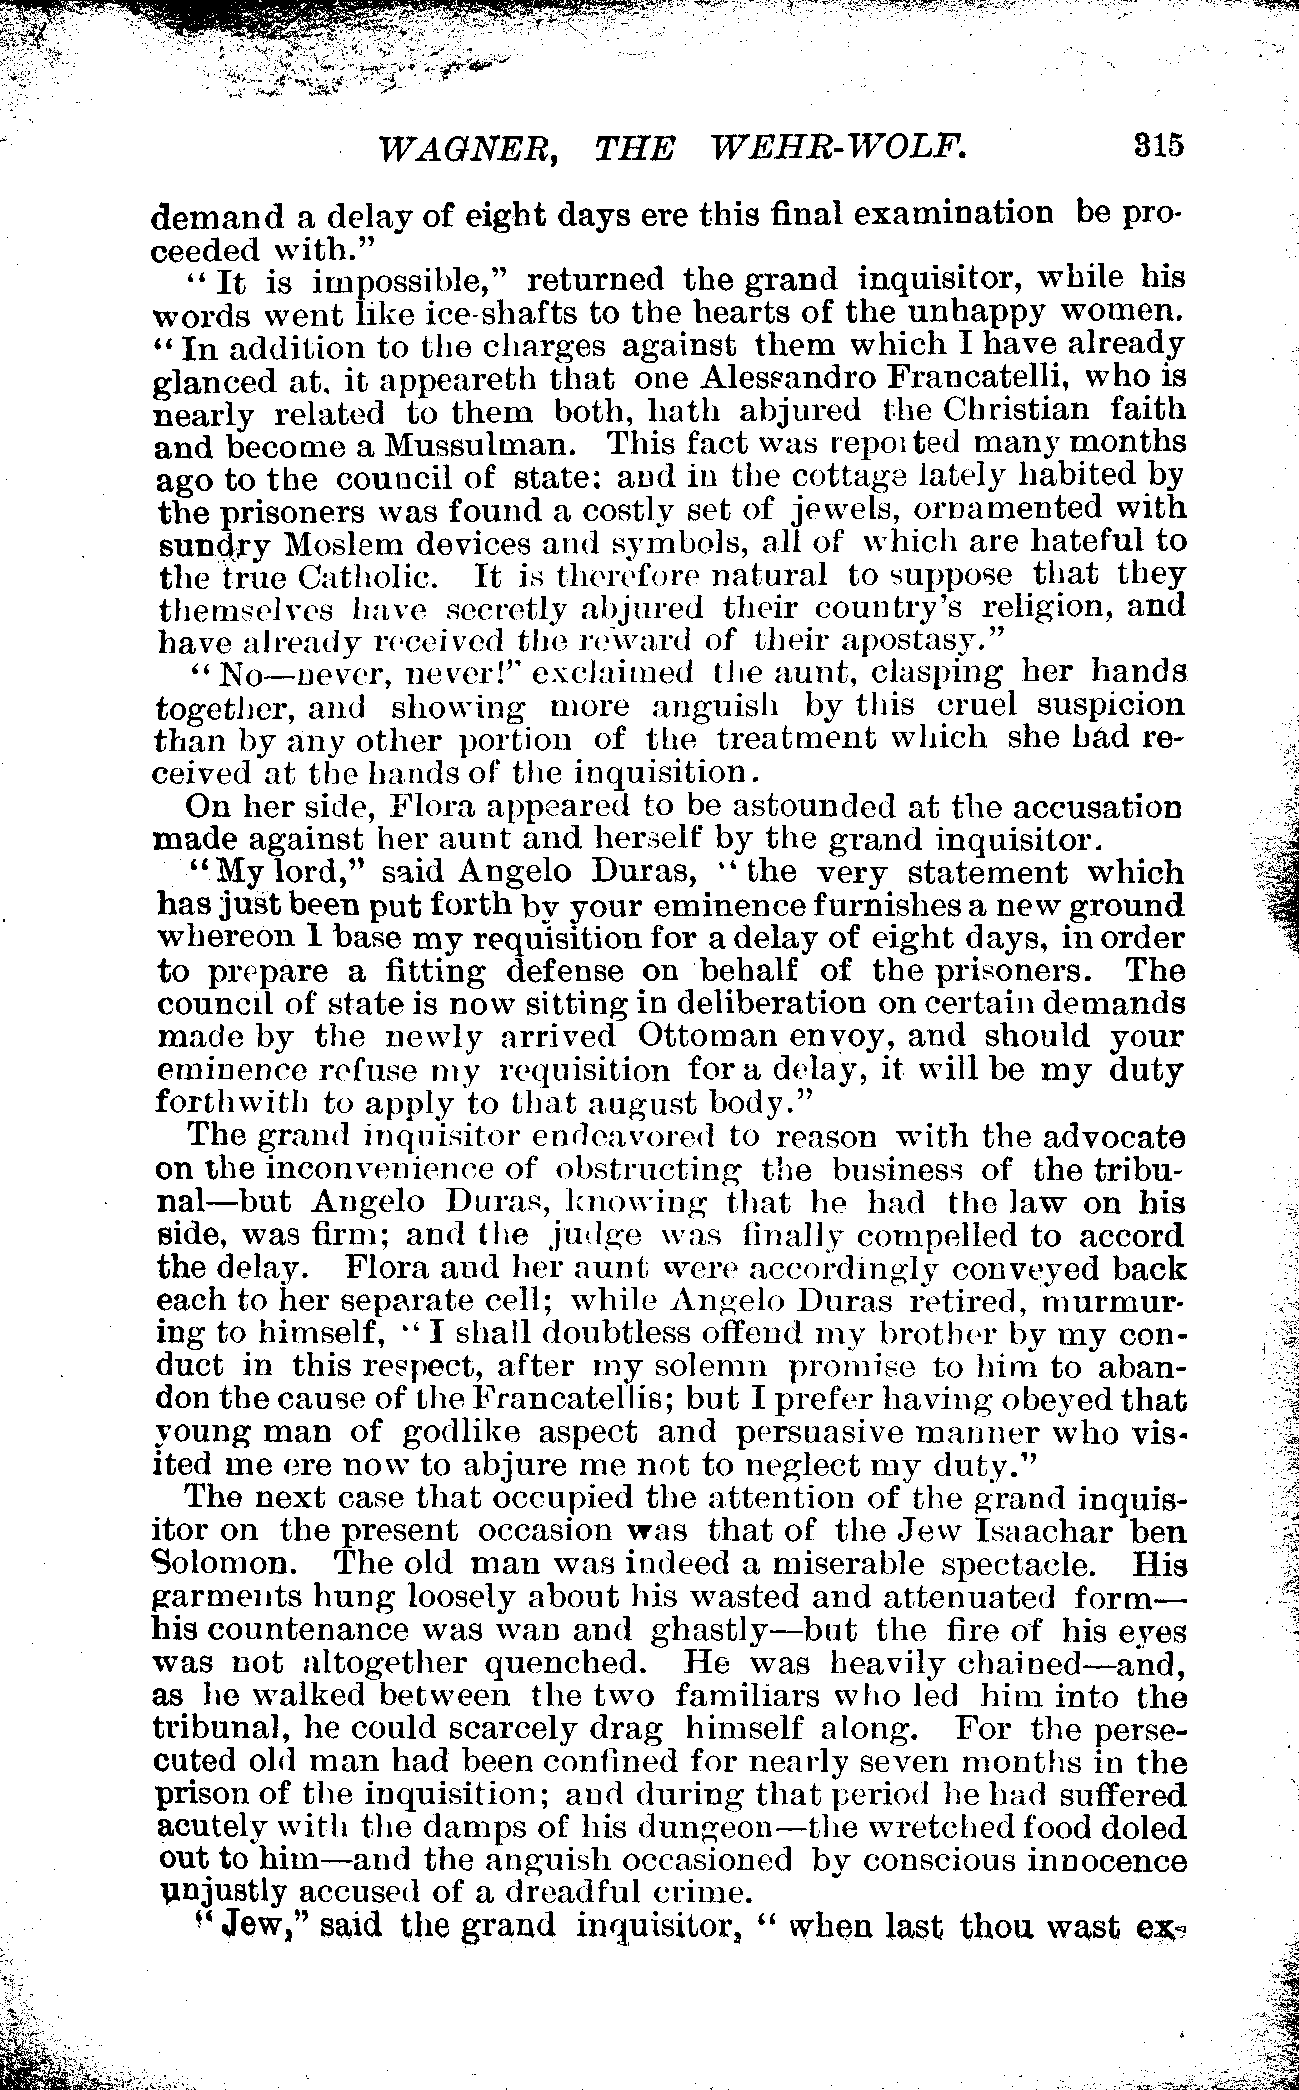 WAGNER, THE WEHR-WOLF. 315
demand a delay of eight days ere this final examination be pro-
ceeded with."
"It is impossible," returned the grand inquisitor, while his
words went like ice-shafts to the hearts of the unhappy women.
"In addition to the charges against them which I have already
glanced at, it appeareth that one Alessandro Francatelli, who is
nearly related to them both, hath abjured the Christian faith
and become a Mussulman. This fact was reported many months
ago to the council of state: and in the cottage lately habited by
the prisoners was found a costly set of jewels, ornamented with
sundry Moslem devices and symbols, all of which are hateful to
the true Catholic. It is therefore natural to suppose that they
themselves have secretly abjured their country's religion, and
have already received the reward of their apostasy."
"No—never, never!" exclaimed the aunt, clasping her hands
together, and showing more anguish by this cruel suspicion
than by any other portion of the treatment which she had re-
ceived at the hands of the inquisition.
On her side, Flora appeared to be astounded at the accusation
made against her aunt and herself by the grand inquisitor.
"My lord," said Angelo Duras, "the very statement which
has just been put forth by your eminence furnishes a new ground
whereon I base my requisition for a delay of eight days, in order
to prepare a fitting defense on behalf of the prisoners. The
council of state is now sitting in deliberation on certain demands
made by the newly arrived Ottoman envoy, and should your
eminence refuse my requisition for a delay, it will be my duty
forthwith to apply to that august body."
The grand inquisitor endeavored to reason with the advocate
on the inconvenience of obstructing the business of the tribu-
nal—but Angelo Duras, knowing that he had the law on his
side, was firm; and the judge was finally compelled to accord
the delay. Flora and her aunt were accordingly conveyed back
each to her separate cell; while Angelo Duras retired, murmur-
ing to himself, "I shall doubtless offend my brother by my con-
duct in this respect, after my solemn promise to him to aban-
don the cause of the Francatellis; but I prefer having obeyed that
young man of godlike aspect and persuasive manner who vis-
ited me ere now to abjure me not to neglect my duty."
The next case that occupied the attention of the grand inquis-
itor on the present occasion was that of the Jew Isaachar ben
Solomon. The old man was indeed a miserable spectacle. His
garments hung loosely about his wasted and attenuated form—
his countenance was wan and ghastly—but the fire of his eyes
was not altogether quenched. He was heavily chained—and,
as he walked between the two familiars who led him into the
tribunal, he could scarcely drag himself along. For the perse-
cuted old man had been confined for nearly seven months in the
prison of the inquisition; and during that period he had suffered
acutely with the damps of his dungeon—the wretched food doled
out to him—and the anguish occasioned by conscious innocence
unjustly accused of a dreadful crime.
"Jew," said the grand inquisitor, "when last thou wast ex-